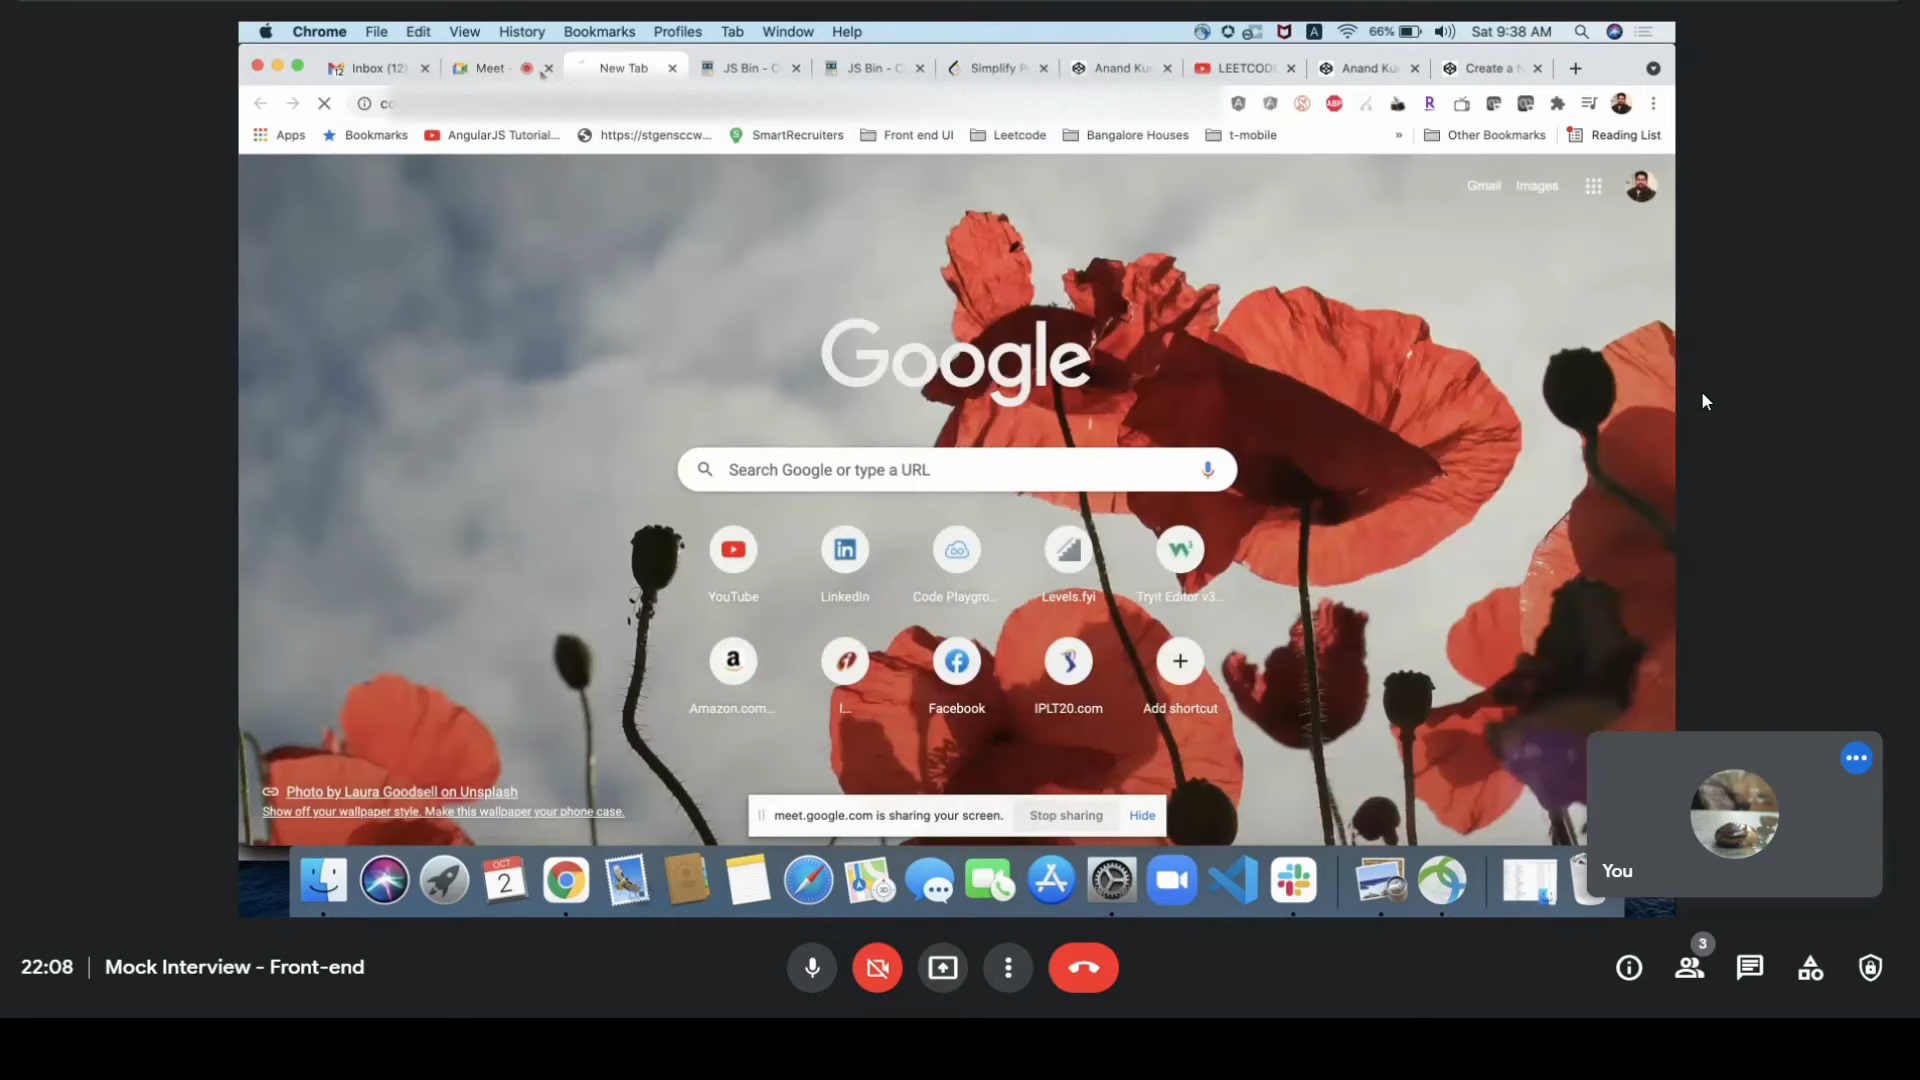 Chrome File Edit View History Bookmarks Profiles Tab Window Help 66% Sat 9:38 AM
Inbox (12) Meet - New Tab JS Bin - C JS Bin - C Simplify P Anand Ku LEETCOD Anand Ku Create a
Apps Bookmarks AngularJS Tutorial... https://stgensccw... SmartRecruiters Front end UI Leetcode Bangalore Houses t-mobile » Other Bookmarks Reading List
Gmail Images
Google
Search Google or type a URL
YouTube LinkedIn Code Playgro... Levels.fyi Tryit Editor v3...
Amazon.com... I... Facebook IPLT20.com Add shortcut
Photo by Laura Goodsell on Unsplash
Show off your wallpaper style. Make this wallpaper your phone case.
meet.google.com is sharing your screen. Stop sharing Hide
OCT
2
You
22:08 Mock Interview - Front-end
3